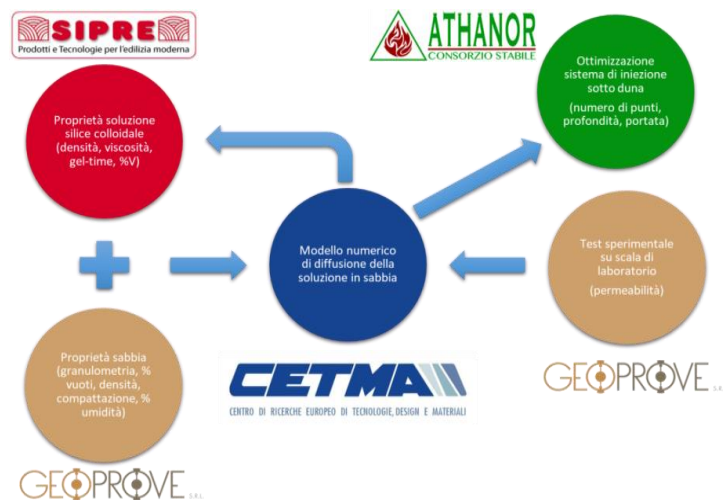 SIPRE
Prodotti e Tecnologie per l'edilizia moderna
ATHANOR
CONSORZIO STABILE
Proprietà soluzione
silice colloidale
(densità, viscosità,
gel-time, %V)
Ottimizzazione
sistema di iniezione
sotto duna
(numero di punti,
profondità, portata)
Modello numerico
di diffusione della
soluzione in sabbia
Test sperimentale
su scala di
laboratorio
(permeabilità)
Proprietà sabbia
(granulometria, %
vuoti, densità,
compattazione, %
umidità)
CETMA
CENTRO DI RICERCHE EUROPEO DI TECNOLOGIE, DESIGN E MATERIALI
GEOPROVE
GEOPROVE S.R.L.